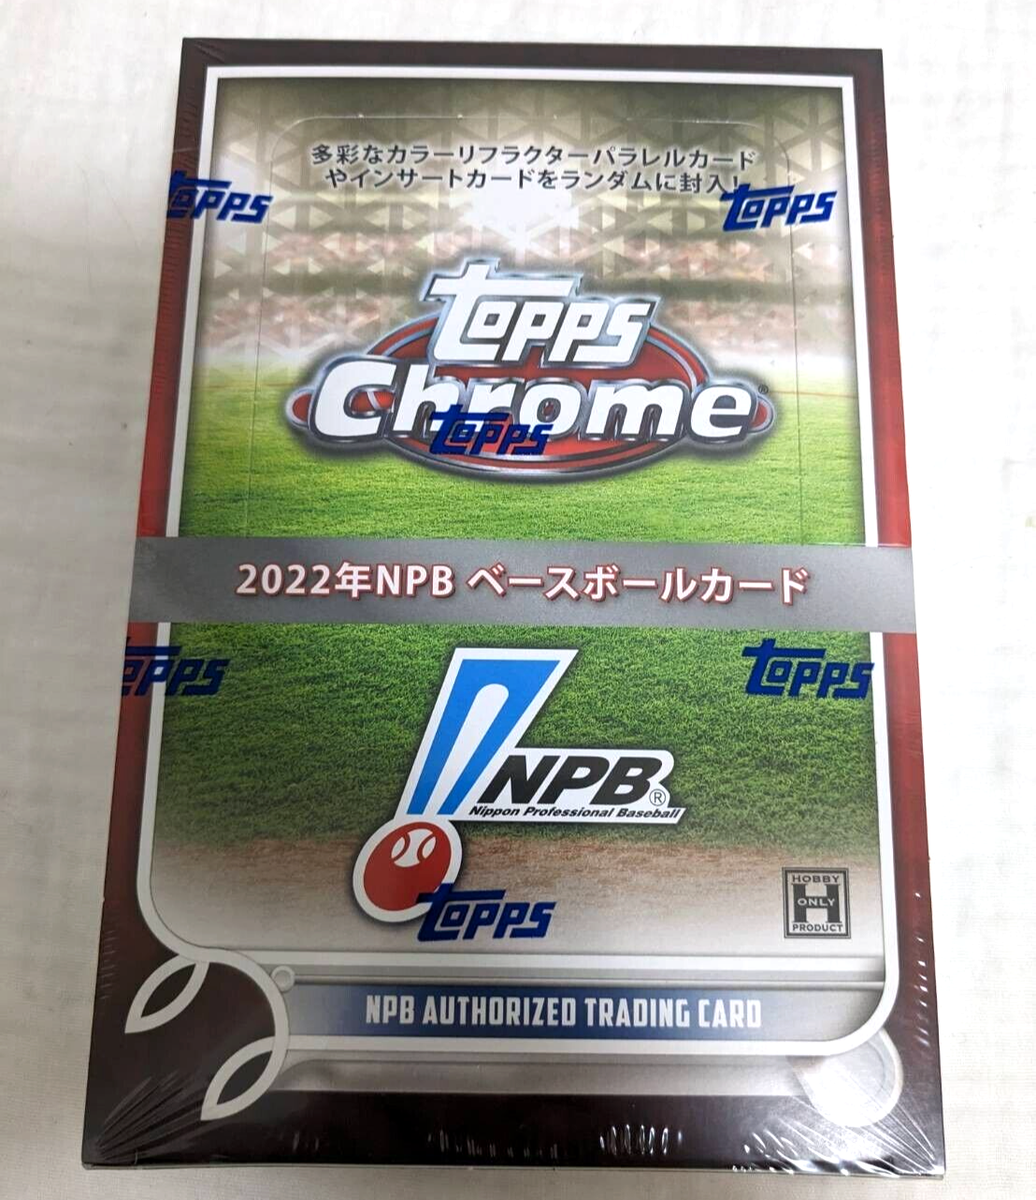 多彩なカラーリフラクターパラレルカード
やインサートカードをランダムに封入!
topps
topps
topps
Chrome®
topps
2022年NPB ベースボールカード
topps
topps
NPB®
Nippon Professional Baseball
topps
HOBBY
H
ONLY
PRODUCT
NPB AUTHORIZED TRADING CARD